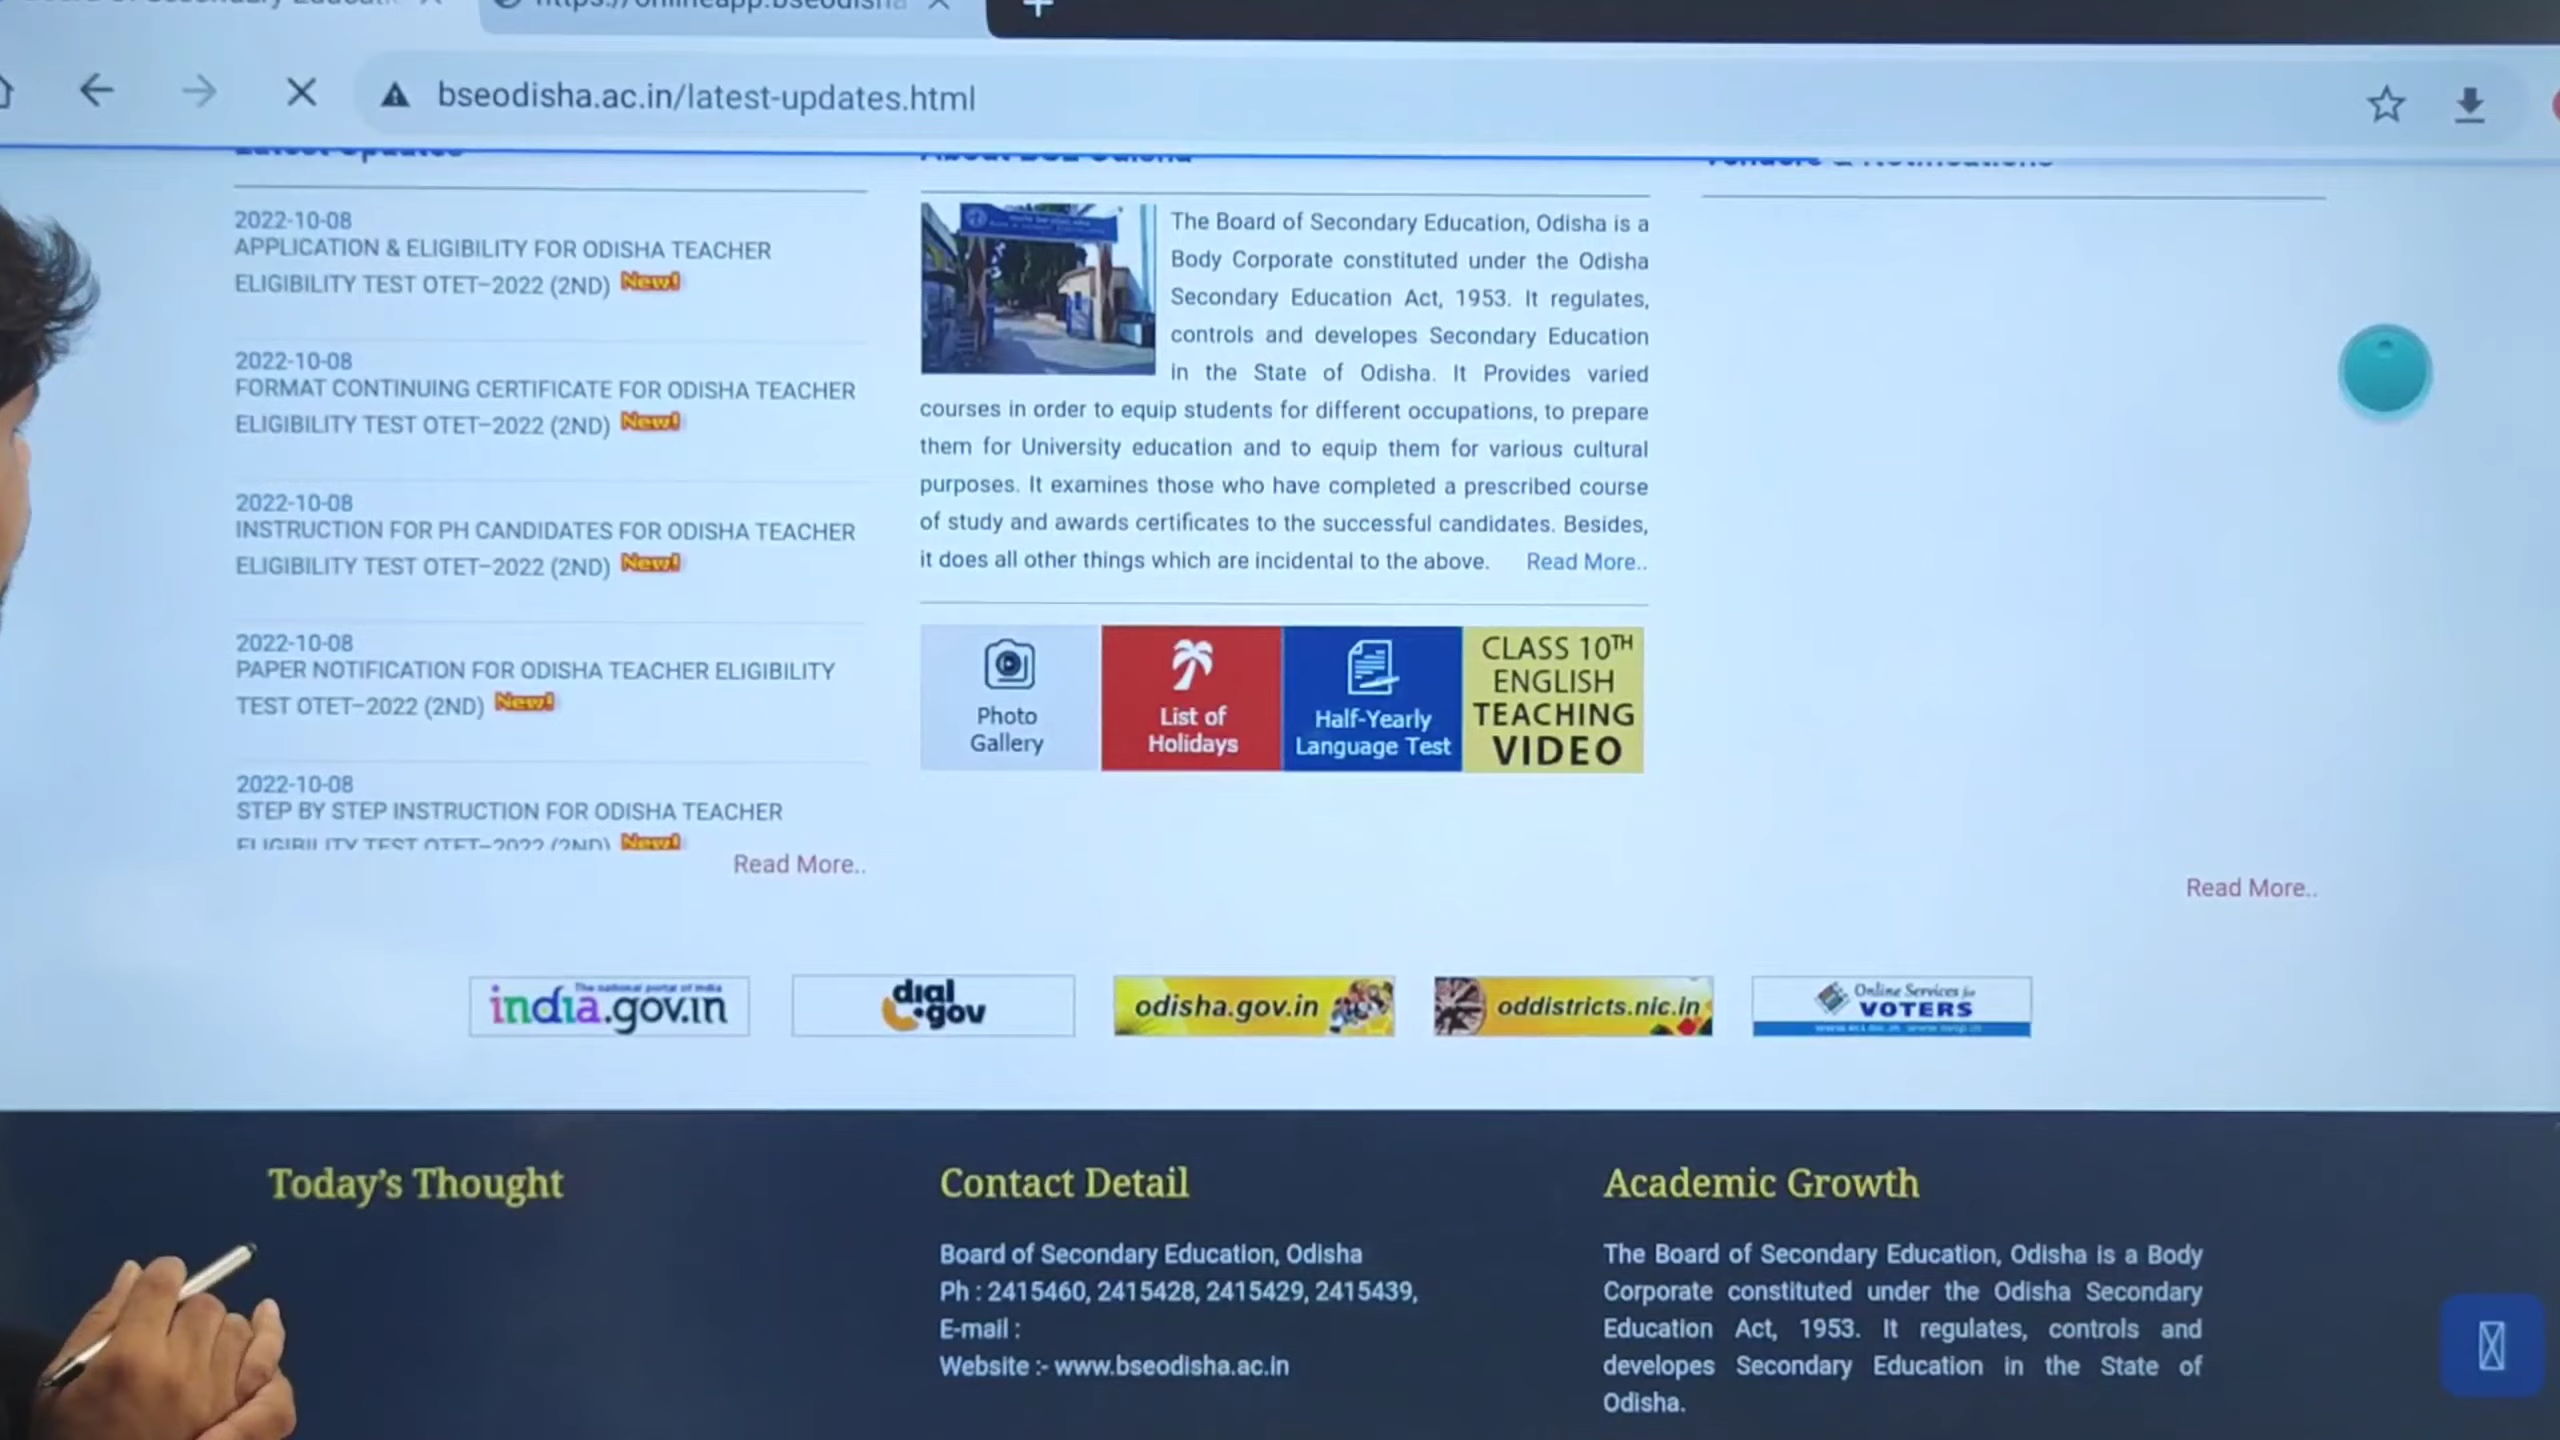 https://onlineapp.bseodisha
bseodisha.ac.in/latest-updates.html
Latest Updates
2022-10-08
APPLICATION & ELIGIBILITY FOR ODISHA TEACHER
ELIGIBILITY TEST OTET-2022 (2ND) New!
2022-10-08
FORMAT CONTINUING CERTIFICATE FOR ODISHA TEACHER
ELIGIBILITY TEST OTET-2022 (2ND) New!
2022-10-08
INSTRUCTION FOR PH CANDIDATES FOR ODISHA TEACHER
ELIGIBILITY TEST OTET-2022 (2ND) New!
2022-10-08
PAPER NOTIFICATION FOR ODISHA TEACHER ELIGIBILITY
TEST OTET-2022 (2ND) New!
2022-10-08
STEP BY STEP INSTRUCTION FOR ODISHA TEACHER
ELIGIBILITY TEST OTET-2022 (2ND) New!
Read More..
About BSE Odisha
The Board of Secondary Education, Odisha is a
Body Corporate constituted under the Odisha
Secondary Education Act, 1953. It regulates,
controls and developes Secondary Education
in the State of Odisha. It Provides varied
courses in order to equip students for different occupations, to prepare
them for University education and to equip them for various cultural
purposes. It examines those who have completed a prescribed course
of study and awards certificates to the successful candidates. Besides,
it does all other things which are incidental to the above. Read More..
Photo
Gallery
List of
Holidays
Half-Yearly
Language Test
CLASS 10TH
ENGLISH
TEACHING
VIDEO
& Notifications
Read More..
The national portal of India
india.gov.in
dial
.gov
odisha.gov.in
oddistricts.nic.in
Online Services for
VOTERS
Today's Thought
Contact Detail
Board of Secondary Education, Odisha
Ph : 2415460, 2415428, 2415429, 2415439,
E-mail :
Website :- www.bseodisha.ac.in
Academic Growth
The Board of Secondary Education, Odisha is a Body
Corporate constituted under the Odisha Secondary
Education Act, 1953. It regulates, controls and
developes Secondary Education in the State of
Odisha.